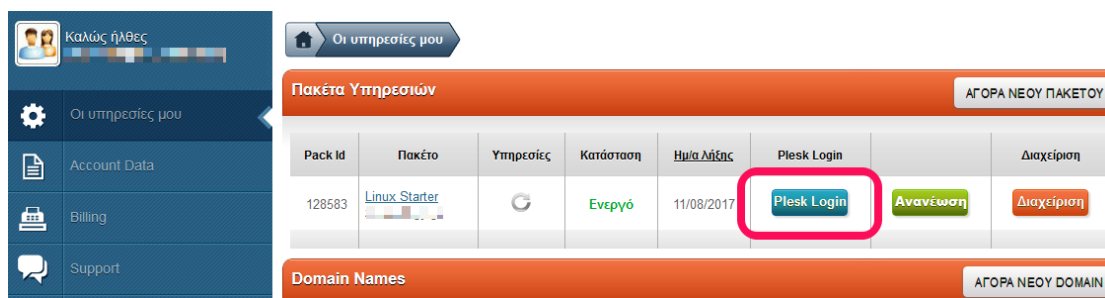 Καλώς ήλθες
Οι υπηρεσίες μου
Οι υπηρεσίες μου
Account Data
Billing
Support
Πακέτα Υπηρεσιών
ΑΓΟΡΑ ΝΕΟΥ ΠΑΚΕΤΟΥ
Pack Id Πακέτο Υπηρεσίες Κατάσταση Ημ/α Λήξης Plesk Login Διαχείριση
128583 Linux Starter Ενεργό 11/08/2017 Plesk Login Ανανέωση Διαχείριση
Domain Names
ΑΓΟΡΑ ΝΕΟΥ DOMAIN